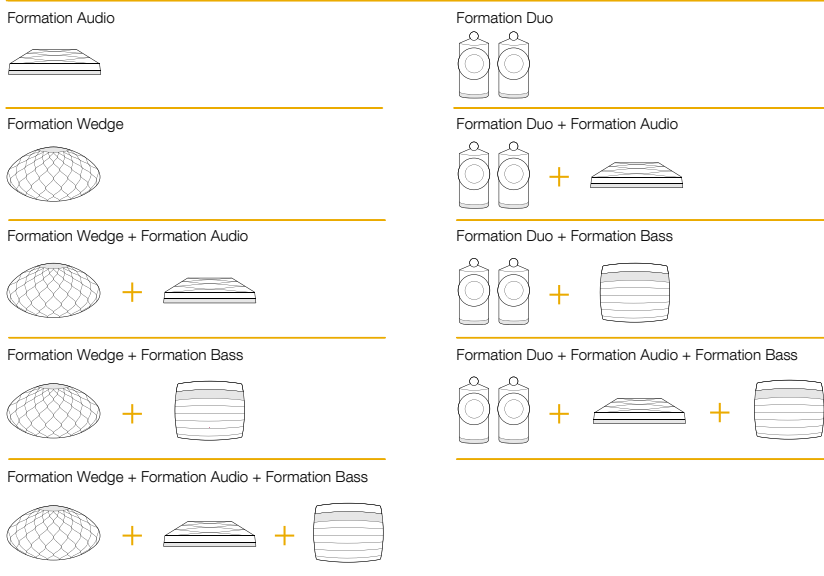 Formation Audio
Formation Wedge
Formation Wedge + Formation Audio
Formation Wedge + Formation Bass
Formation Wedge + Formation Audio + Formation Bass
Formation Duo
Formation Duo + Formation Audio
Formation Duo + Formation Bass
Formation Duo + Formation Audio + Formation Bass